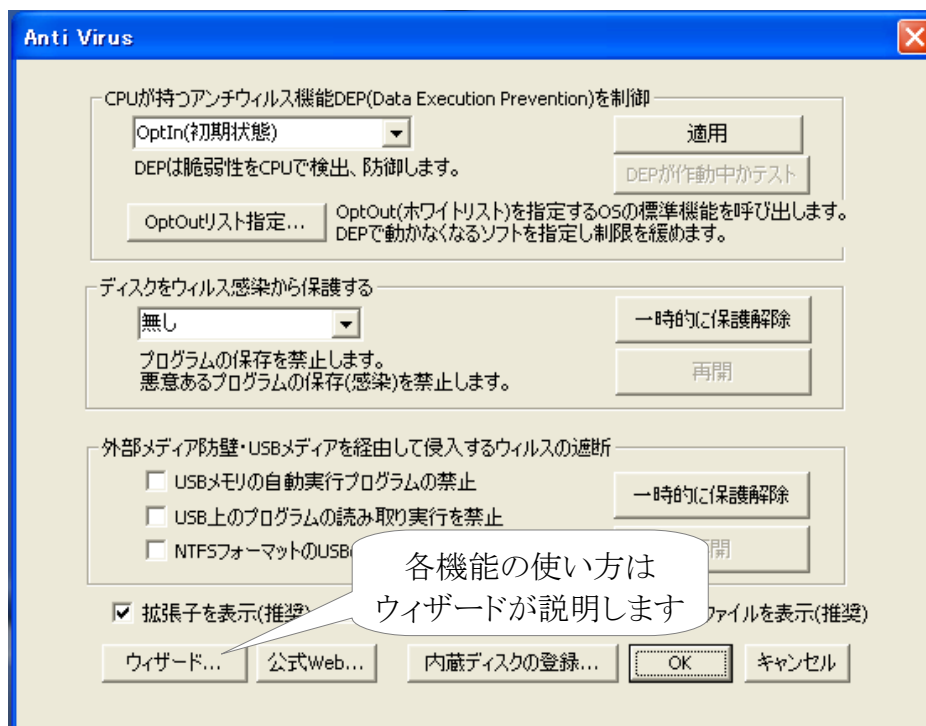 Anti Virus
CPUが持つアンチウィルス機能DEP(Data Execution Prevention)を制御
OptIn(初期状態)
適用
DEPは脆弱性をCPUで検出、防御します。
DEPが作動中かテスト
OptOutリスト指定...
OptOut(ホワイトリスト)を指定するOSの標準機能を呼び出します。
DEPで動かなくなるソフトを指定し制限を緩めます。
ディスクをウィルス感染から保護する
無し
一時的に保護解除
プログラムの保存を禁止します。
悪意あるプログラムの保存(感染)を禁止します。
再開
外部メディア防壁・USBメディアを経由して侵入するウィルスの遮断
USBメモリの自動実行プログラムの禁止
一時的に保護解除
USB上のプログラムの読み取り実行を禁止
NTFSフォーマットのUSB
開
各機能の使い方は
ウィザードが説明します
拡張子を表示(推奨)
ファイルを表示(推奨)
ウィザード...
公式Web...
内蔵ディスクの登録...
OK
キャンセル